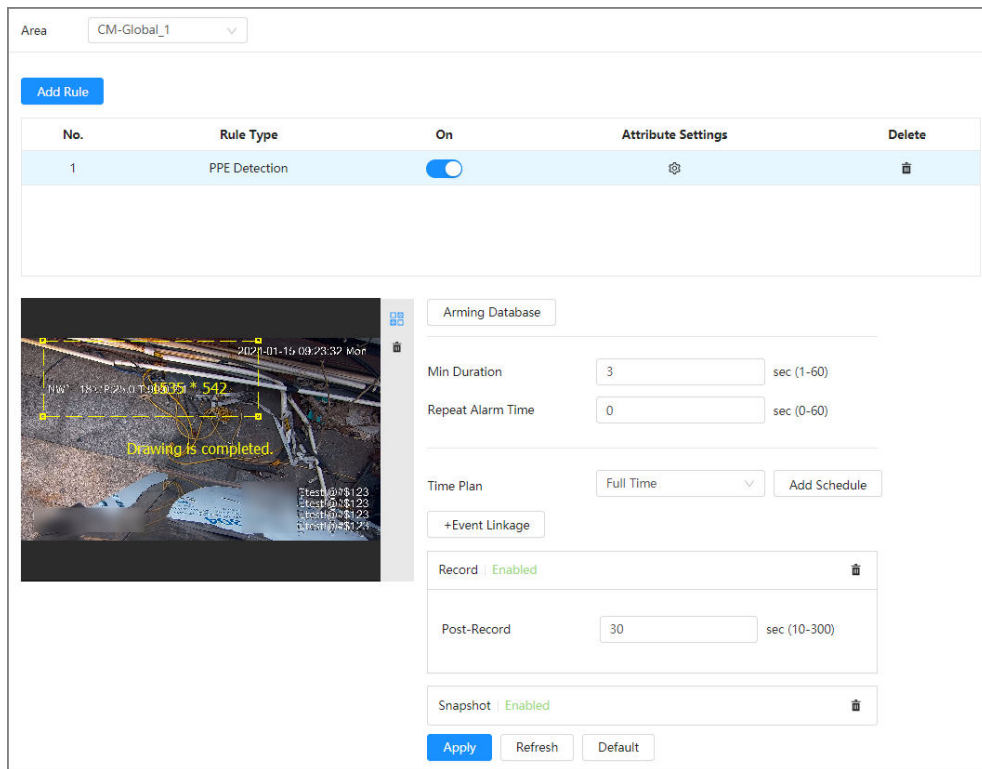 Area CM-Global_1
Add Rule
No. Rule Type On Attribute Settings Delete
1 PPE Detection
Arming Database
2021-01-15 09:23:32 Mon
1535 * 542
Drawing is completed.
Min Duration 3 sec (1-60)
Repeat Alarm Time 0 sec (0-60)
Time Plan Full Time Add Schedule
+Event Linkage
Record Enabled
Post-Record 30 sec (10-300)
Snapshot Enabled
Apply Refresh Default